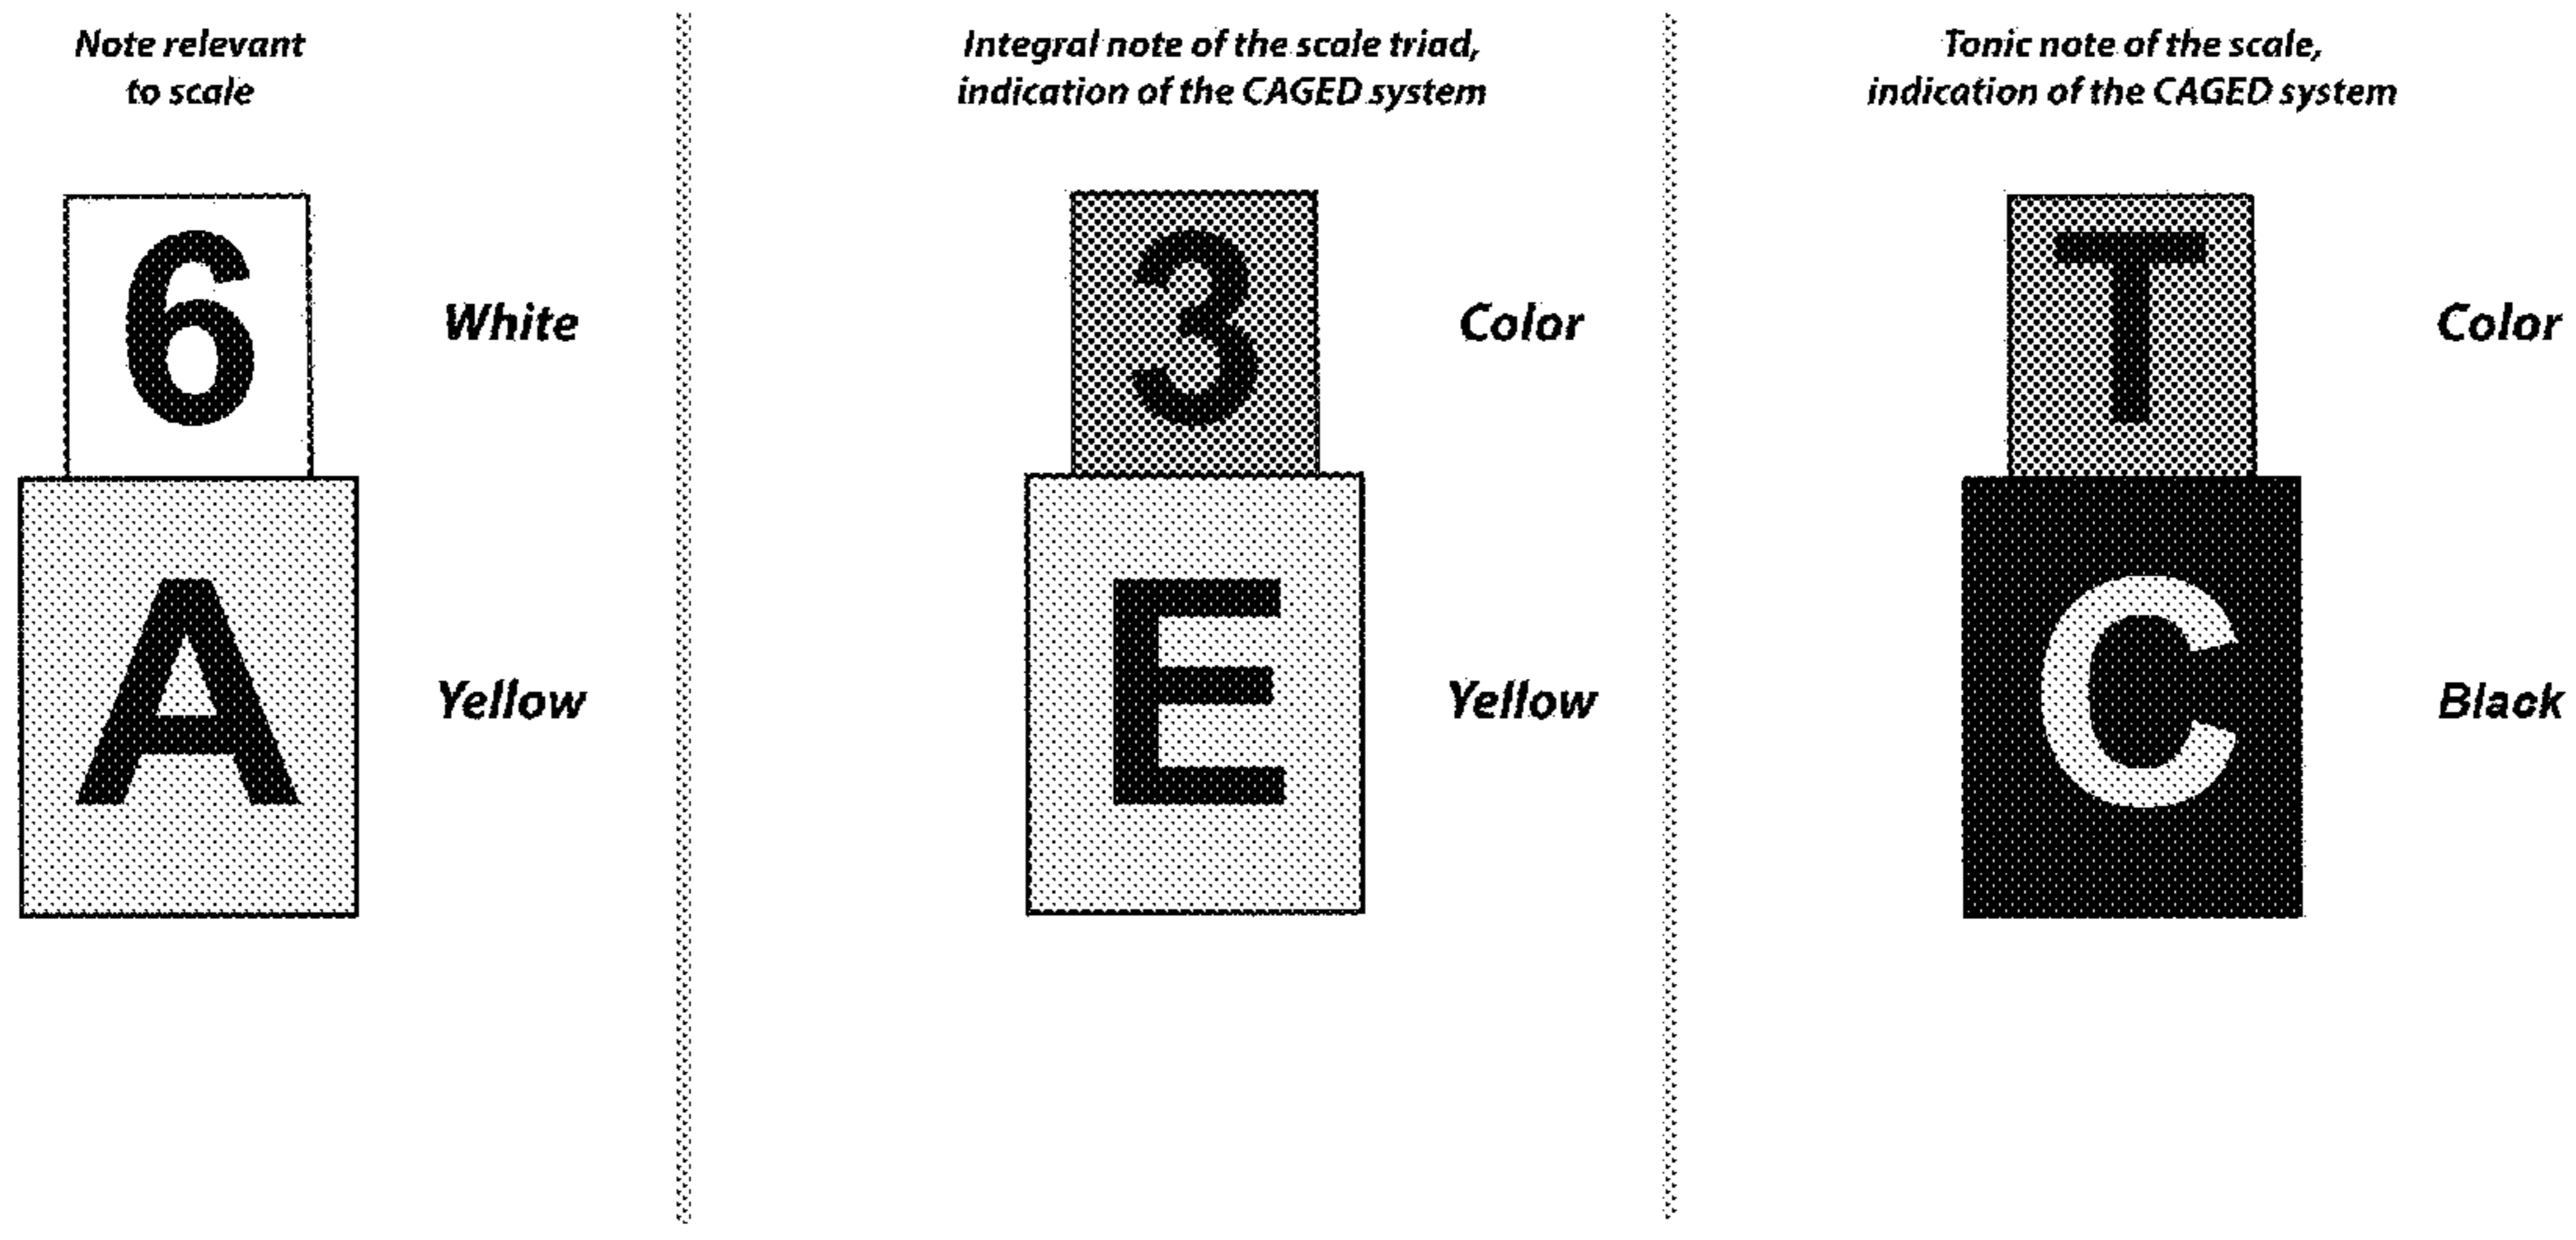 Note relevant
to scale
6
White
A
Yellow
Integral note of the scale triad,
indication of the CAGED system
3
Color
E
Yellow
Tonic note of the scale,
indication of the CAGED system
T
Color
C
Black